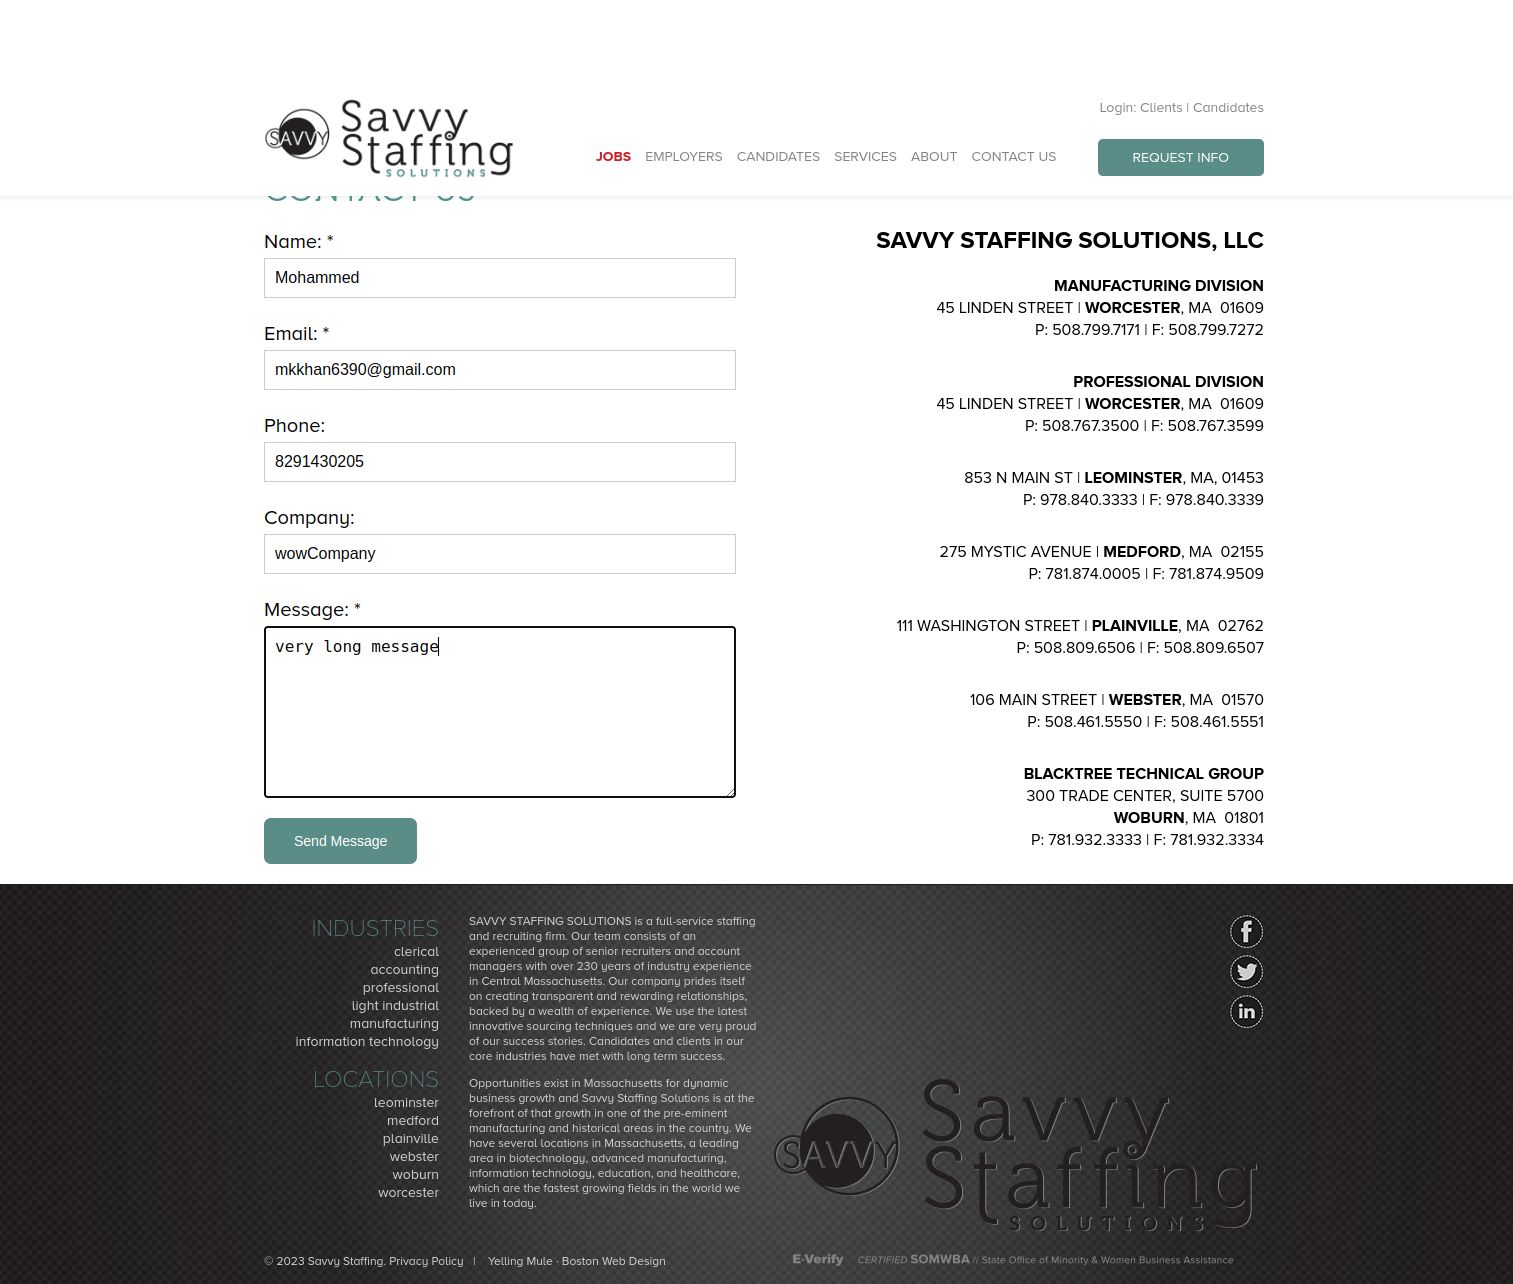 Login: Clients | Candidates
SAVVY
Savvy
Staffing
SOLUTIONS
JOBS EMPLOYERS CANDIDATES SERVICES ABOUT CONTACT US
REQUEST INFO
CONTACT US
Name: *
Mohammed
Email: *
mkkhan6390@gmail.com
Phone:
8291430205
Company:
wowCompany
Message: *
very long message
Send Message
SAVVY STAFFING SOLUTIONS, LLC
MANUFACTURING DIVISION
45 LINDEN STREET | WORCESTER, MA 01609
P: 508.799.7171 | F: 508.799.7272
PROFESSIONAL DIVISION
45 LINDEN STREET | WORCESTER, MA 01609
P: 508.767.3500 | F: 508.767.3599
853 N MAIN ST | LEOMINSTER, MA, 01453
P: 978.840.3333 | F: 978.840.3339
275 MYSTIC AVENUE | MEDFORD, MA 02155
P: 781.874.0005 | F: 781.874.9509
111 WASHINGTON STREET | PLAINVILLE, MA 02762
P: 508.809.6506 | F: 508.809.6507
106 MAIN STREET | WEBSTER, MA 01570
P: 508.461.5550 | F: 508.461.5551
BLACKTREE TECHNICAL GROUP
300 TRADE CENTER, SUITE 5700
WOBURN, MA 01801
P: 781.932.3333 | F: 781.932.3334
INDUSTRIES
clerical
accounting
professional
light industrial
manufacturing
information technology
LOCATIONS
leominster
medford
plainville
webster
woburn
worcester
SAVVY STAFFING SOLUTIONS is a full-service staffing
and recruiting firm. Our team consists of an
experienced group of senior recruiters and account
managers with over 230 years of industry experience
in Central Massachusetts. Our company prides itself
on creating transparent and rewarding relationships,
backed by a wealth of experience. We use the latest
innovative sourcing techniques and we are very proud
of our success stories. Candidates and clients in our
core industries have met with long term success.
Opportunities exist in Massachusetts for dynamic
business growth and Savvy Staffing Solutions is at the
forefront of that growth in one of the pre-eminent
manufacturing and historical areas in the country. We
have several locations in Massachusetts, a leading
area in biotechnology, advanced manufacturing,
information technology, education, and healthcare,
which are the fastest growing fields in the world we
live in today.
SAVVY
Savvy
Staffing
SOLUTIONS
© 2023 Savvy Staffing. Privacy Policy | Yelling Mule · Boston Web Design
E-Verify CERTIFIED SOMWBA // State Office of Minority & Women Business Assistance